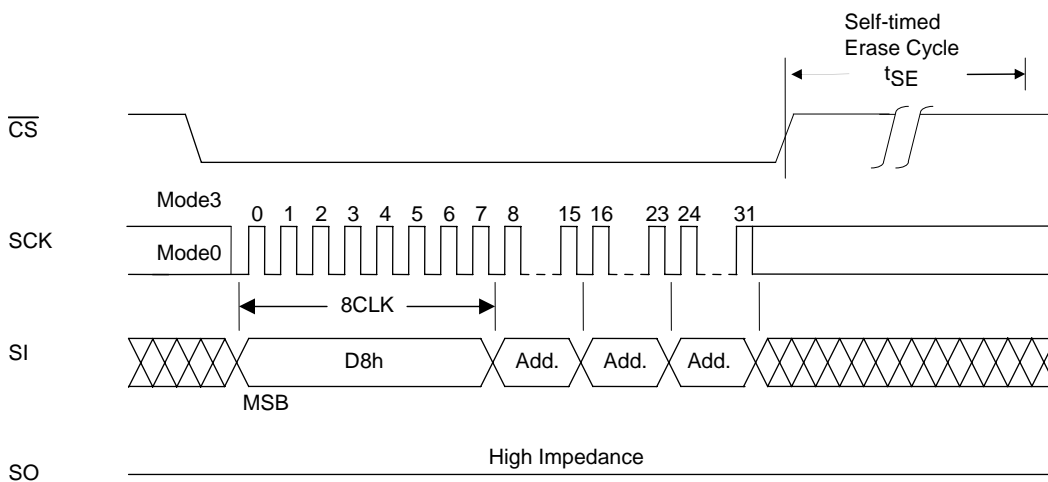 Self-timed
Erase Cycle
tSE
CS
Mode3
0 1 2 3 4 5 6 7 8 15 16 23 24 31
SCK
Mode0
8CLK
SI
D8h Add. Add. Add.
MSB
High Impedance
SO